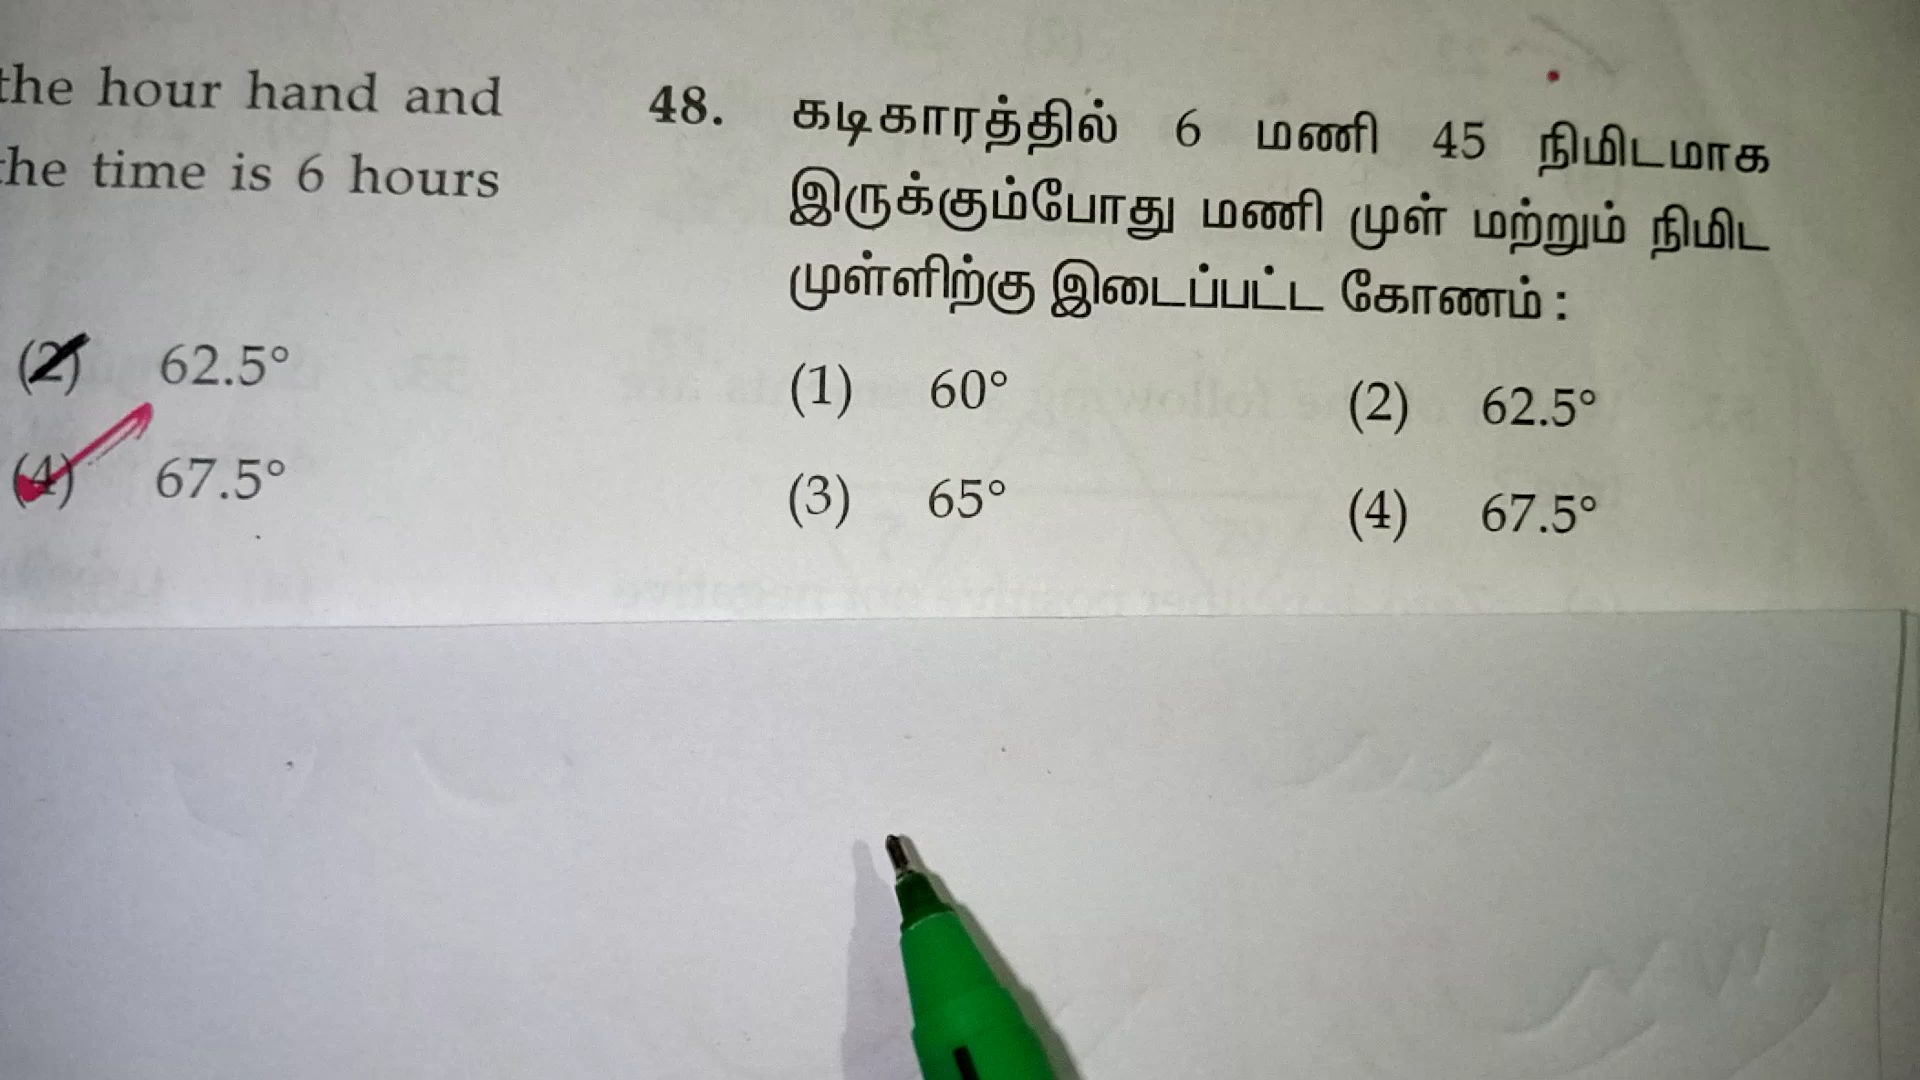 the hour hand and
the time is 6 hours
(2) 62.5°
(4) 67.5°
48. கடிகாரத்தில் 6 மணி 45 நிமிடமாக
இருக்கும்போது மணி முள் மற்றும் நிமிட
முள்ளிற்கு இடைப்பட்ட கோணம் :
(1) 60° (2) 62.5°
(3) 65° (4) 67.5°